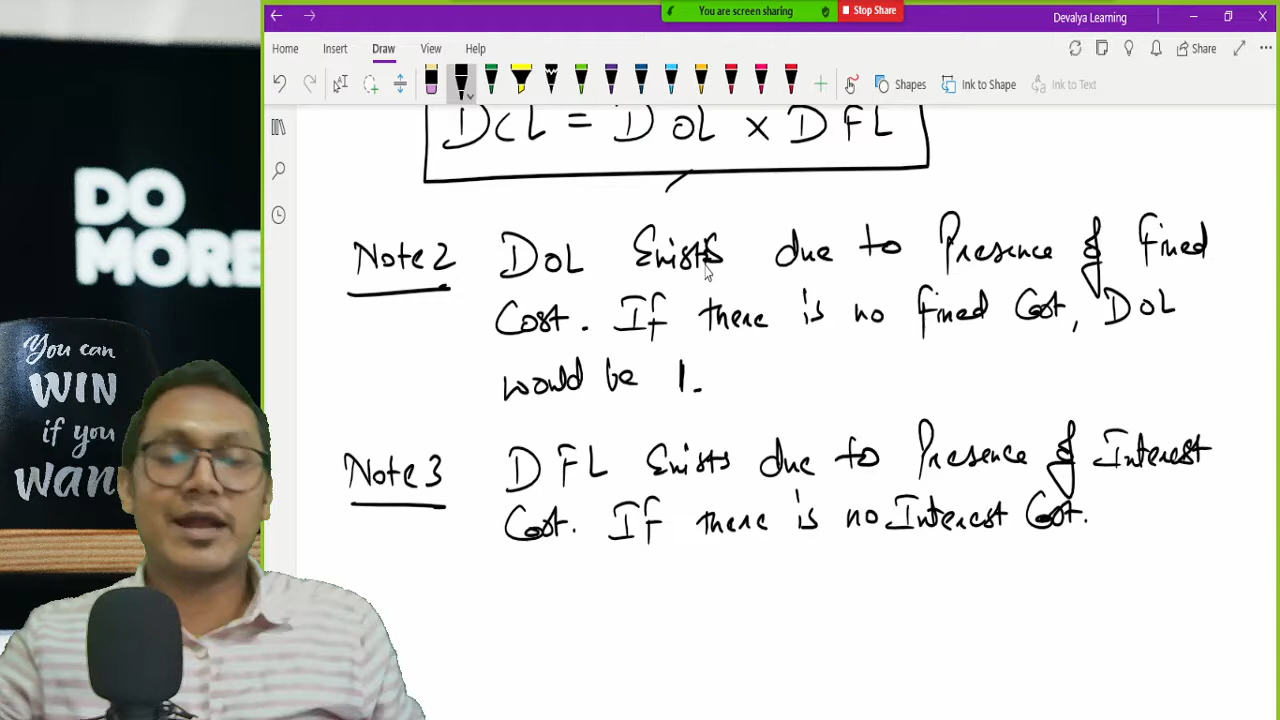 You are screen sharing
Stop Share
Devalya Learning
Home Insert Draw View Help
Share
Shapes
Ink to Shape
Ink to Text
DCL = DOL x DFL
Note 2 DOL Exists due to Presence of Fixed
Cost. If there is no fixed Cost, DOL
would be 1.
Note 3 DFL Exists due to Presence of Interest
Cost. If there is no Interest Cost.
DO
MORE
You can
WIN
if you
wan